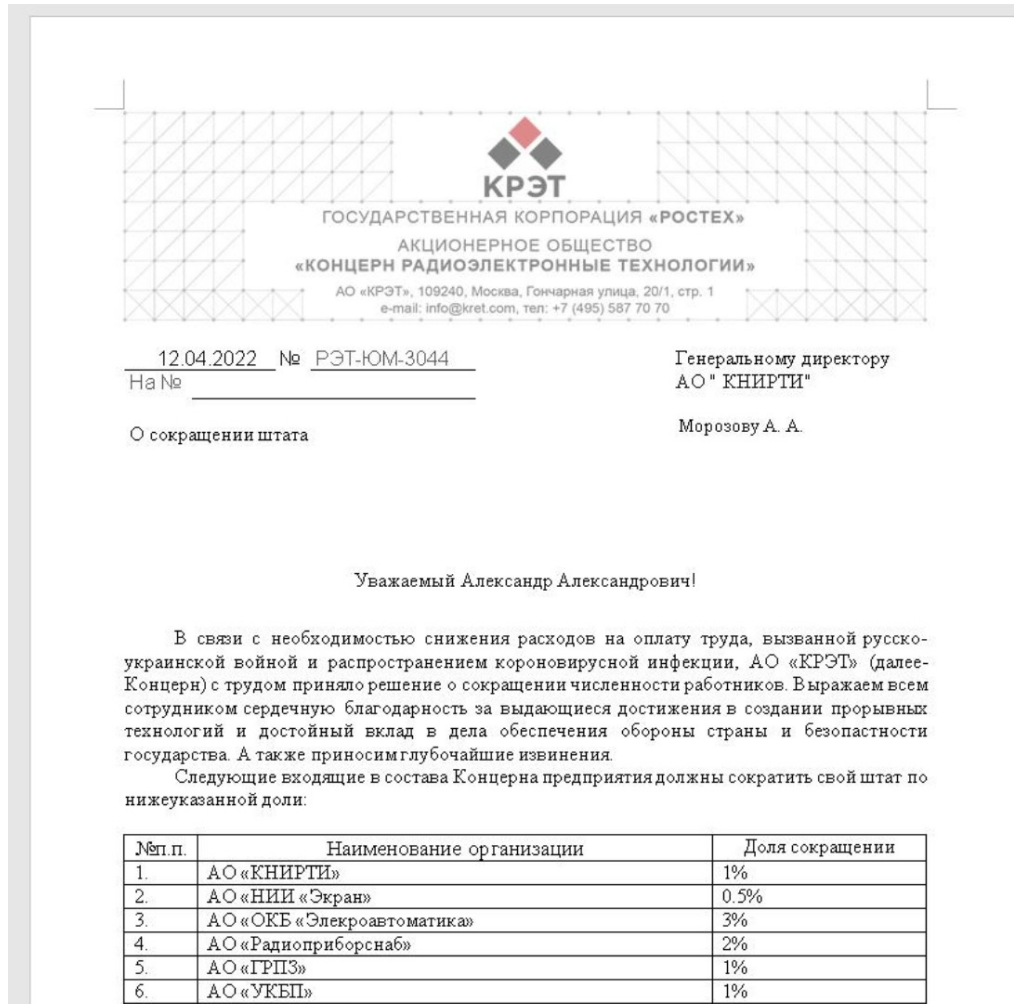 КРЭТ
ГОСУДАРСТВЕННАЯ КОРПОРАЦИЯ «РОСТЕХ»
АКЦИОНЕРНОЕ ОБЩЕСТВО
«КОНЦЕРН РАДИОЭЛЕКТРОННЫЕ ТЕХНОЛОГИИ»
АО «КРЭТ», 109240, Москва, Гончарная улица, 20/1, стр. 1
e-mail: info@kret.com, тел: +7 (495) 587 70 70
12.04.2022 № РЭТ-ЮМ-3044
На №
Генеральному директору
АО " КНИРТИ"
Морозову А. А.
О сокращении штата
Уважаемый Александр Александрович!
В связи с необходимостью снижения расходов на оплату труда, вызванной русско-
украинской войной и распространением короновирусной инфекции, АО «КРЭТ» (далее-
Концерн) с трудом приняло решение о сокращении численности работников. Выражаем всем
сотрудником сердечную благодарность за выдающиеся достижения в создании прорывных
технологий и достойный вклад в дела обеспечения обороны страны и безопастности
государства. А также приносим глубочайшие извинения.
Следующие входящие в состава Концерна предприятия должны сократить свой штат по
нижеуказанной доли:
№п.п. Наименование организации Доля сокращении
1. АО «КНИРТИ» 1%
2. АО «НИИ «Экран» 0.5%
3. АО «ОКБ «Элекроавтоматика» 3%
4. АО «Радиоприборснаб» 2%
5. АО «ГРПЗ» 1%
6. АО «УКБП» 1%